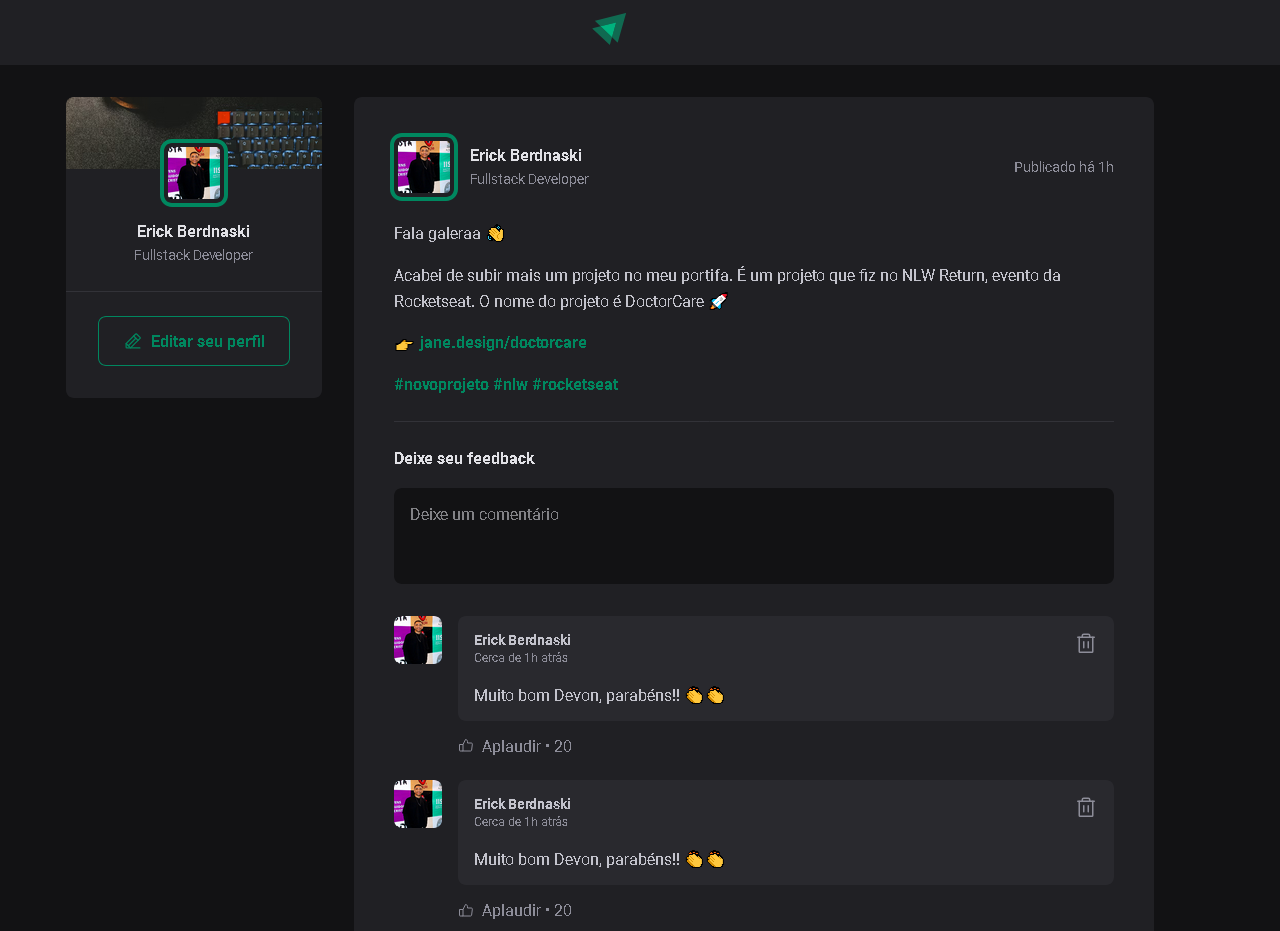 Erick Berdnaski
Fullstack Developer
Editar seu perfil
Erick Berdnaski
Fullstack Developer
Publicado há 1h
Fala galeraa 👋
Acabei de subir mais um projeto no meu portifa. É um projeto que fiz no NLW Return, evento da
Rocketseat. O nome do projeto é DoctorCare 🚀
👉 jane.design/doctorcare
#novoprojeto #nlw #rocketseat
Deixe seu feedback
Deixe um comentário
Erick Berdnaski
Cerca de 1h atrás
Muito bom Devon, parabéns!! 👏👏
Aplaudir • 20
Erick Berdnaski
Cerca de 1h atrás
Muito bom Devon, parabéns!! 👏👏
Aplaudir • 20